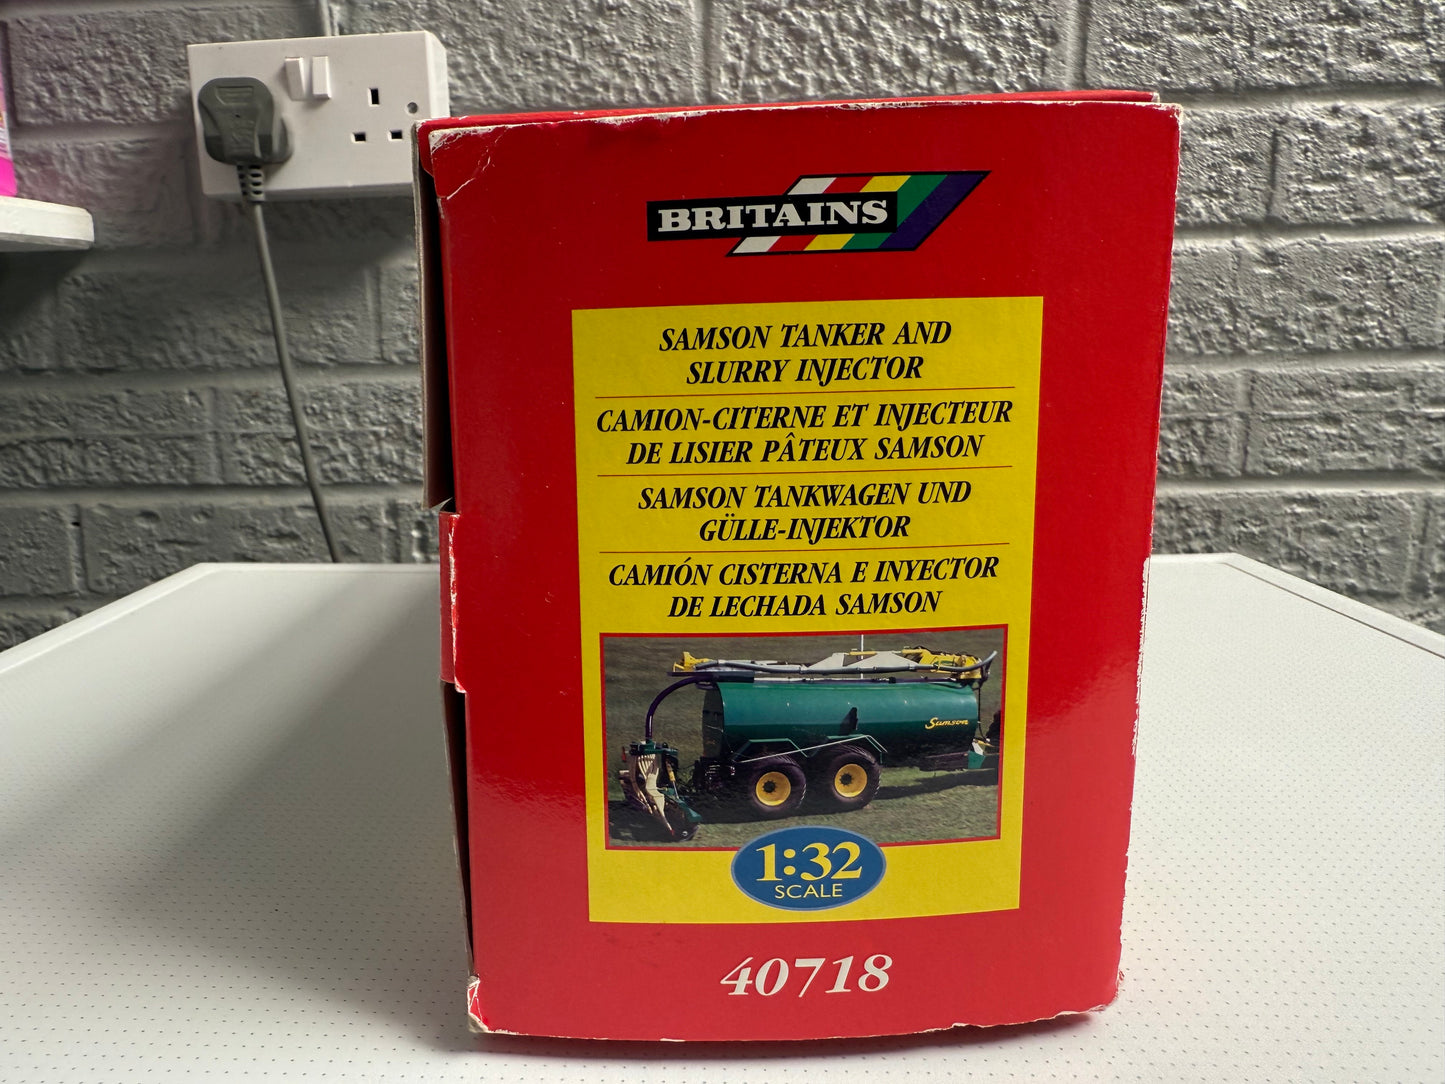 BRITAINS
SAMSON TANKER AND
SLURRY INJECTOR
CAMION-CITERNE ET INJECTEUR
DE LISIER PÂTEUX SAMSON
SAMSON TANKWAGEN UND
GÜLLE-INJEKTOR
CAMIÓN CISTERNA E INYECTOR
DE LECHADA SAMSON
Samson
1:32
SCALE
40718